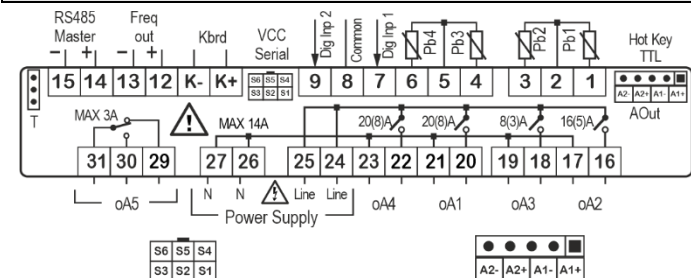 RS485 Master
Freq out
Kbrd
VCC Serial
Dig Inp 2
Common
Dig Inp 1
Pb4
Pb3
Pb2
Pb1
Hot Key TTL
− + − +
15 14 13 12 K- K+
S6 S5 S4
S3 S2 S1
9 8 7 6 5 4
3 2 1
A2- A2+ A1- A1+
AOut
T
MAX 3A
MAX 14A
20(8)A 20(8)A 8(3)A 16(5)A
31 30 29
27 26
25 24 23 22 21 20
19 18 17 16
N N Line Line
oA5
Power Supply
oA4 oA1 oA3 oA2
S6 S5 S4
S3 S2 S1
A2- A2+ A1- A1+